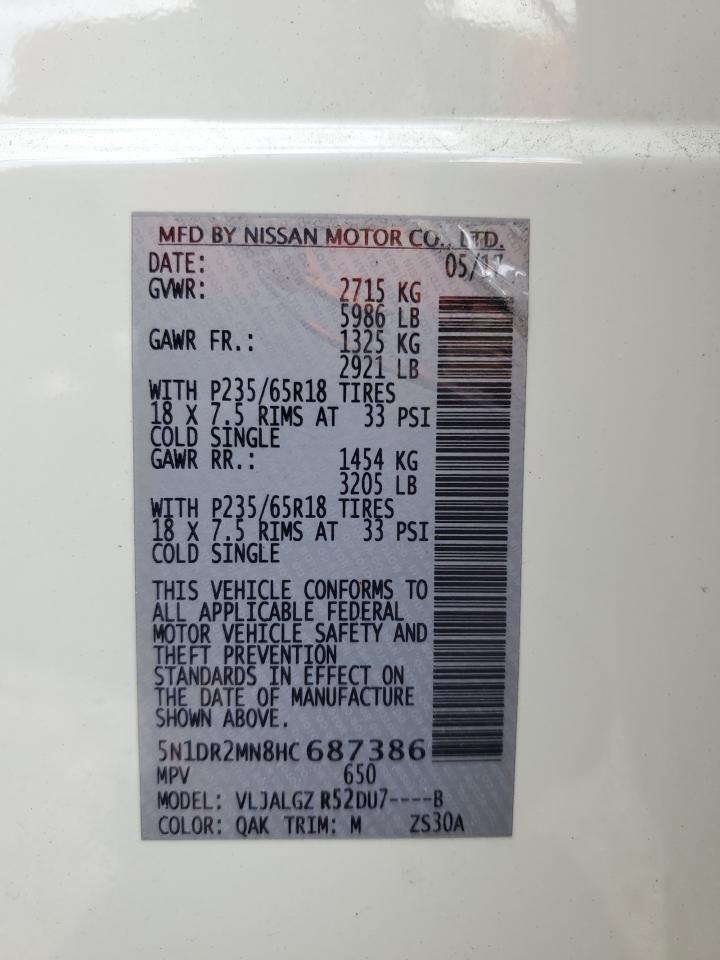 MFD BY NISSAN MOTOR CO., LTD.
DATE: 05/17
GVWR: 2715 KG
5986 LB
GAWR FR.: 1325 KG
2921 LB
WITH P235/65R18 TIRES
18 X 7.5 RIMS AT 33 PSI
COLD SINGLE
GAWR RR.: 1454 KG
3205 LB
WITH P235/65R18 TIRES
18 X 7.5 RIMS AT 33 PSI
COLD SINGLE
THIS VEHICLE CONFORMS TO
ALL APPLICABLE FEDERAL
MOTOR VEHICLE SAFETY AND
THEFT PREVENTION
STANDARDS IN EFFECT ON
THE DATE OF MANUFACTURE
SHOWN ABOVE.
5N1DR2MN8HC 687386
MPV 650
MODEL: VLJALGZ R52DU7----B
COLOR: QAK TRIM: M ZS30A